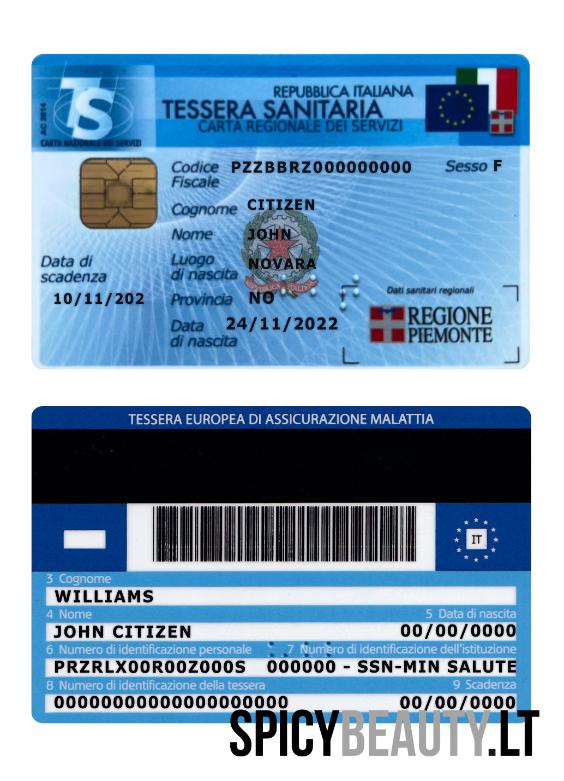 AC 2014
TS
CARTA NAZIONALE DEI SERVIZI
REPUBBLICA ITALIANA
TESSERA SANITARIA
CARTA REGIONALE DEI SERVIZI
Codice Fiscale PZZBBRZ000000000 Sesso F
Cognome CITIZEN
Nome JOHN
Luogo di nascita NOVARA
Data di scadenza
10/11/202
Provincia NO
Data di nascita 24/11/2022
Dati sanitari regionali
REGIONE
PIEMONTE
TESSERA EUROPEA DI ASSICURAZIONE MALATTIA
IT
3 Cognome
WILLIAMS
4 Nome 5 Data di nascita
JOHN CITIZEN 00/00/0000
6 Numero di identificazione personale 7 Numero di identificazione dell'istituzione
PRZRLX00R00Z000S 000000 - SSN-MIN SALUTE
8 Numero di identificazione della tessera 9 Scadenza
00000000000000000000 00/00/0000
SPICYBEAUTY.LT